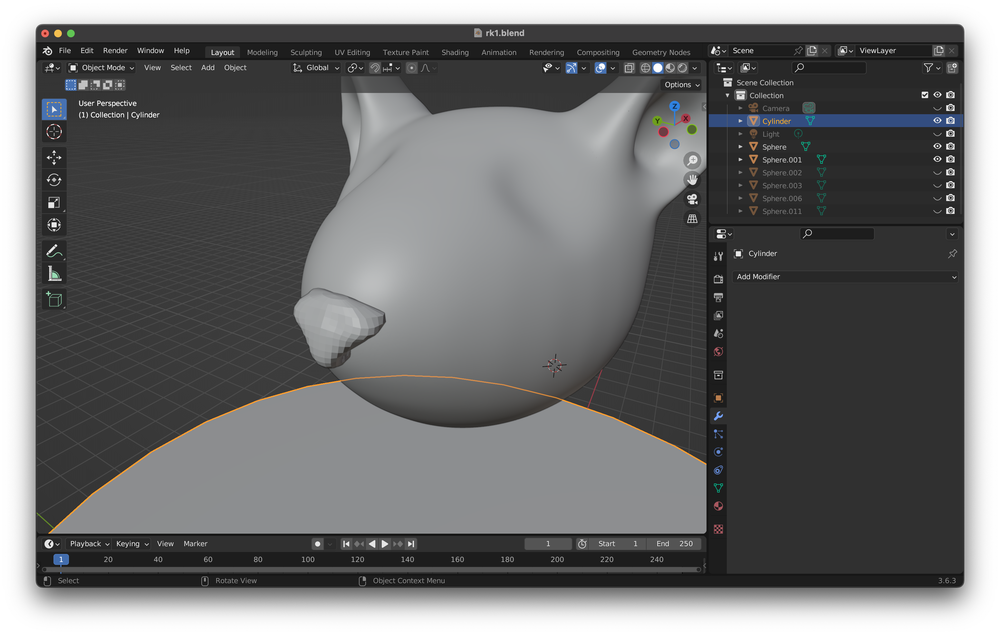 rk1.blend
File Edit Render Window Help Layout Modeling Sculpting UV Editing Texture Paint Shading Animation Rendering Compositing Geometry Nodes Scene ViewLayer
Object Mode View Select Add Object Global
Options
User Perspective
(1) Collection | Cylinder
Z
Y
X
Scene Collection
Collection
Camera
Cylinder
Light
Sphere
Sphere.001
Sphere.002
Sphere.003
Sphere.006
Sphere.011
Cylinder
Add Modifier
Playback Keying View Marker 1 Start 1 End 250
1 20 40 60 80 100 120 140 160 180 200 220 240
Select Rotate View Object Context Menu 3.6.3